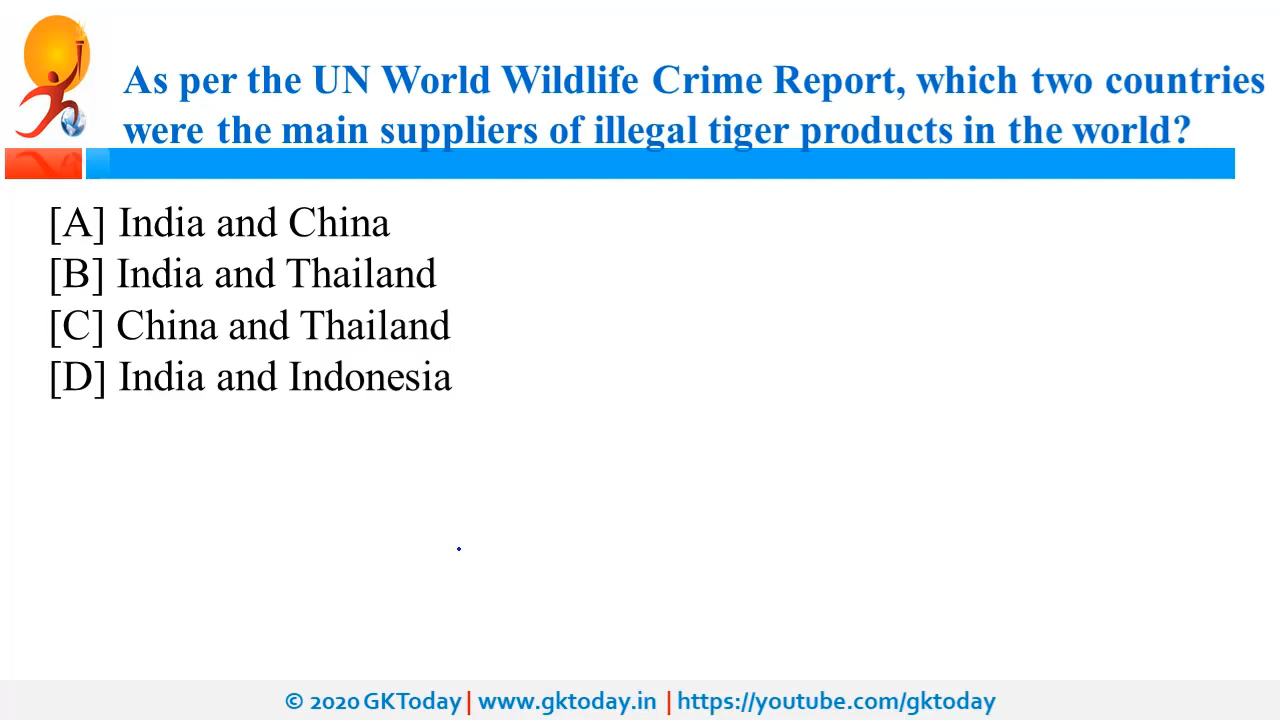 As per the UN World Wildlife Crime Report, which two countries
were the main suppliers of illegal tiger products in the world?
[A] India and China
[B] India and Thailand
[C] China and Thailand
[D] India and Indonesia
© 2020 GKToday | www.gktoday.in | https://youtube.com/gktoday